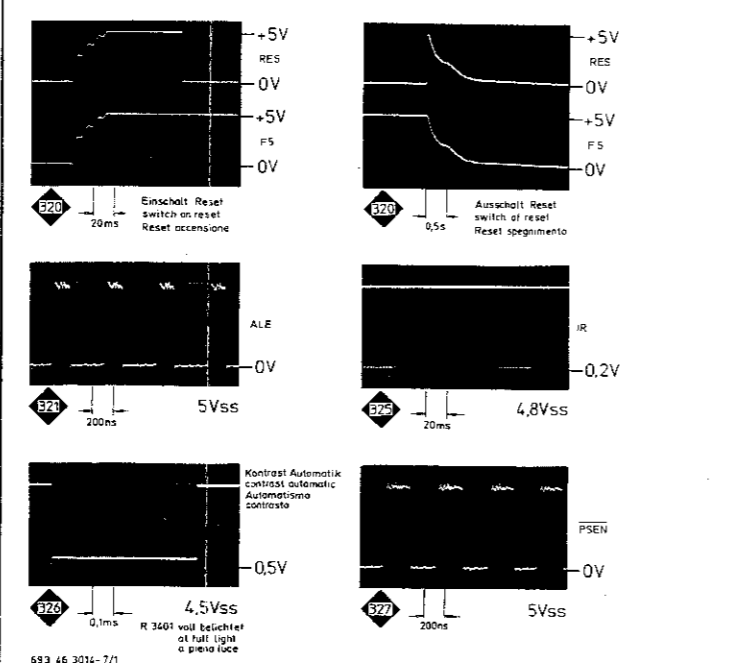 +5V
RES
0V
+5V
F5
0V
320
20ms
Einschalt Reset
switch on reset
Reset accensione
+5V
RES
0V
+5V
F5
0V
320
0,5s
Ausschalt Reset
switch of reset
Reset spegnimento
ALE
0V
321
200ns
5Vss
IR
0,2V
325
20ms
4,8Vss
Kontrast Automatik
contrast automatic
Automatismo
contrasto
0,5V
326
0,1ms
4,5Vss
R 3401 voll belichtet
at full light
a piena luce
PSEN
0V
327
200ns
5Vss
693 46 3014-7/1